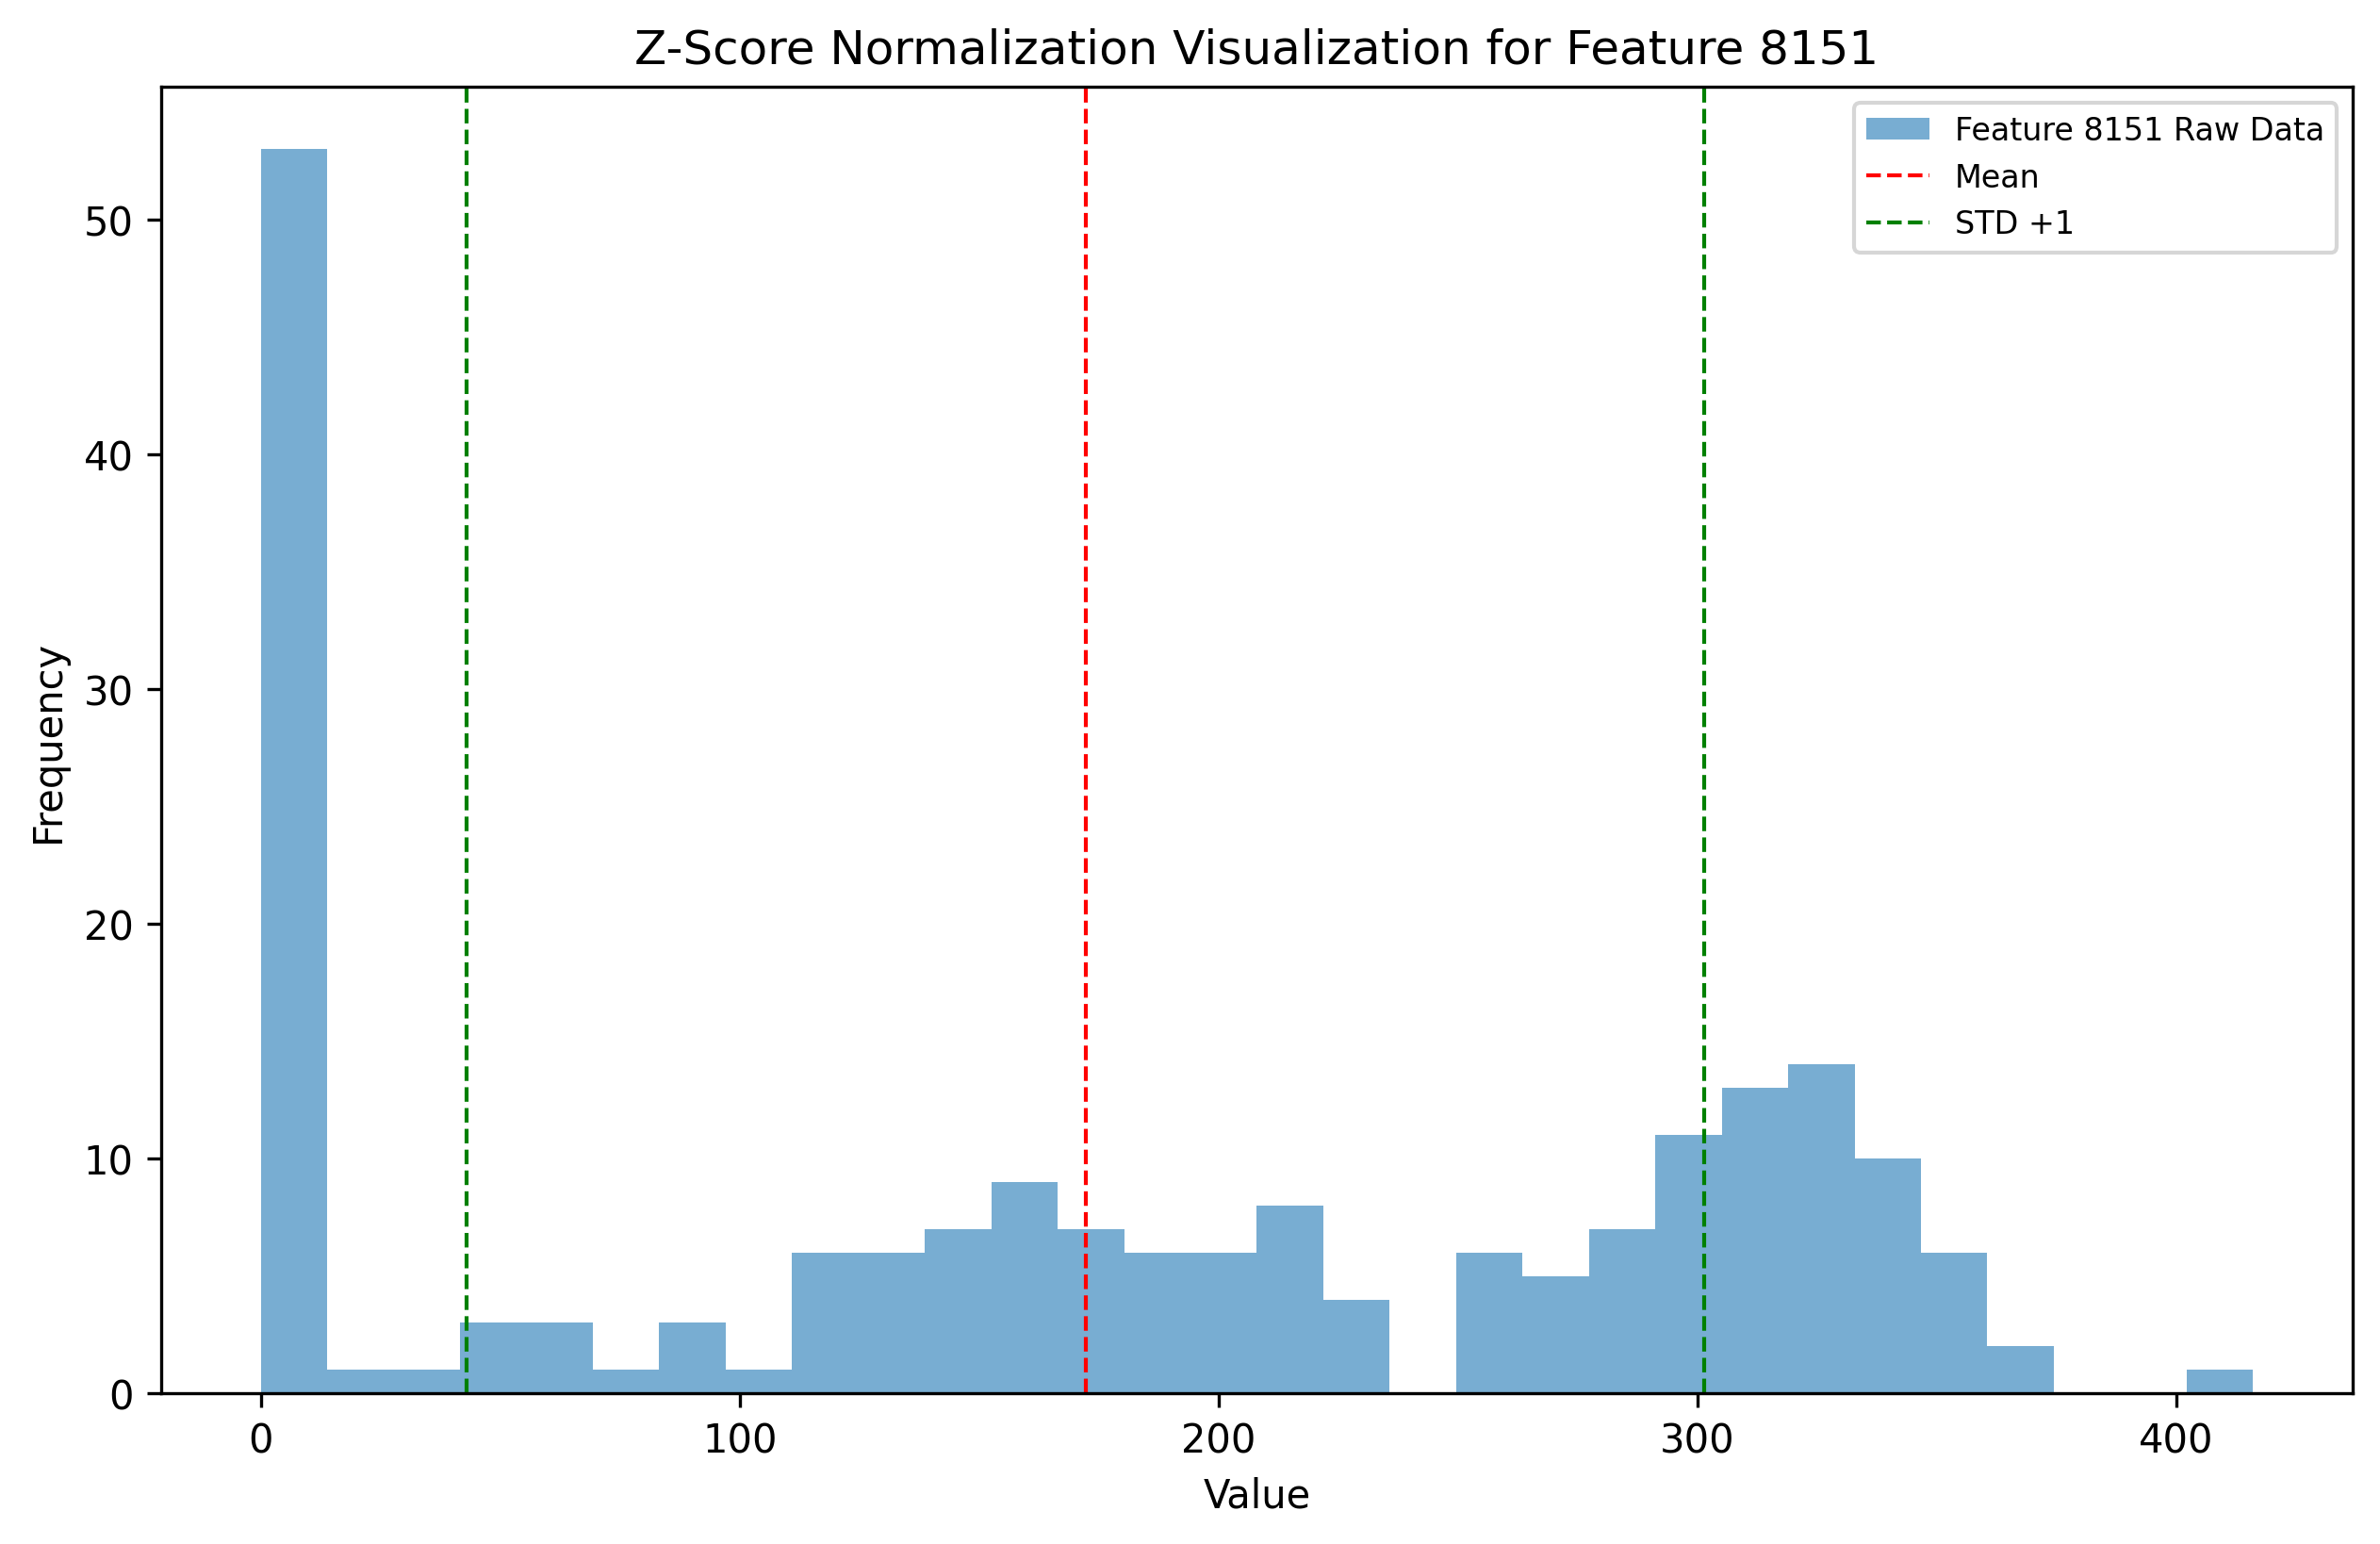 Z-Score Normalization Visualization for Feature 8151
Feature 8151 Raw Data
Mean
STD +1
Frequency
50
40
30
20
10
0
0 100 200 300 400
Value